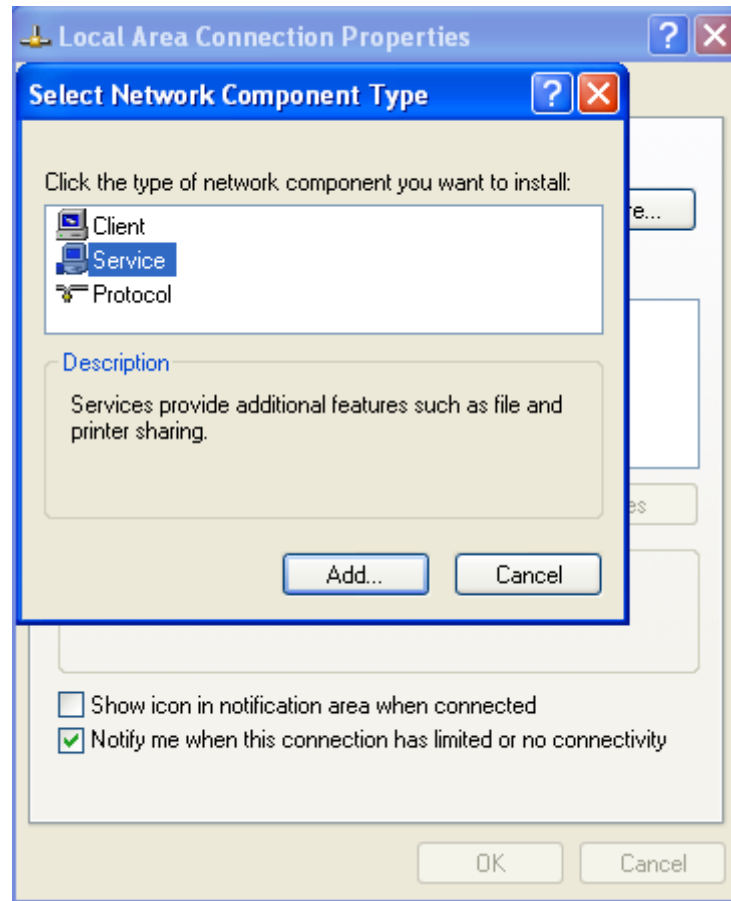 Local Area Connection Properties
Select Network Component Type
Click the type of network component you want to install:
Client
Service
Protocol
Description
Services provide additional features such as file and
printer sharing.
Add...
Cancel
Show icon in notification area when connected
Notify me when this connection has limited or no connectivity
OK
Cancel